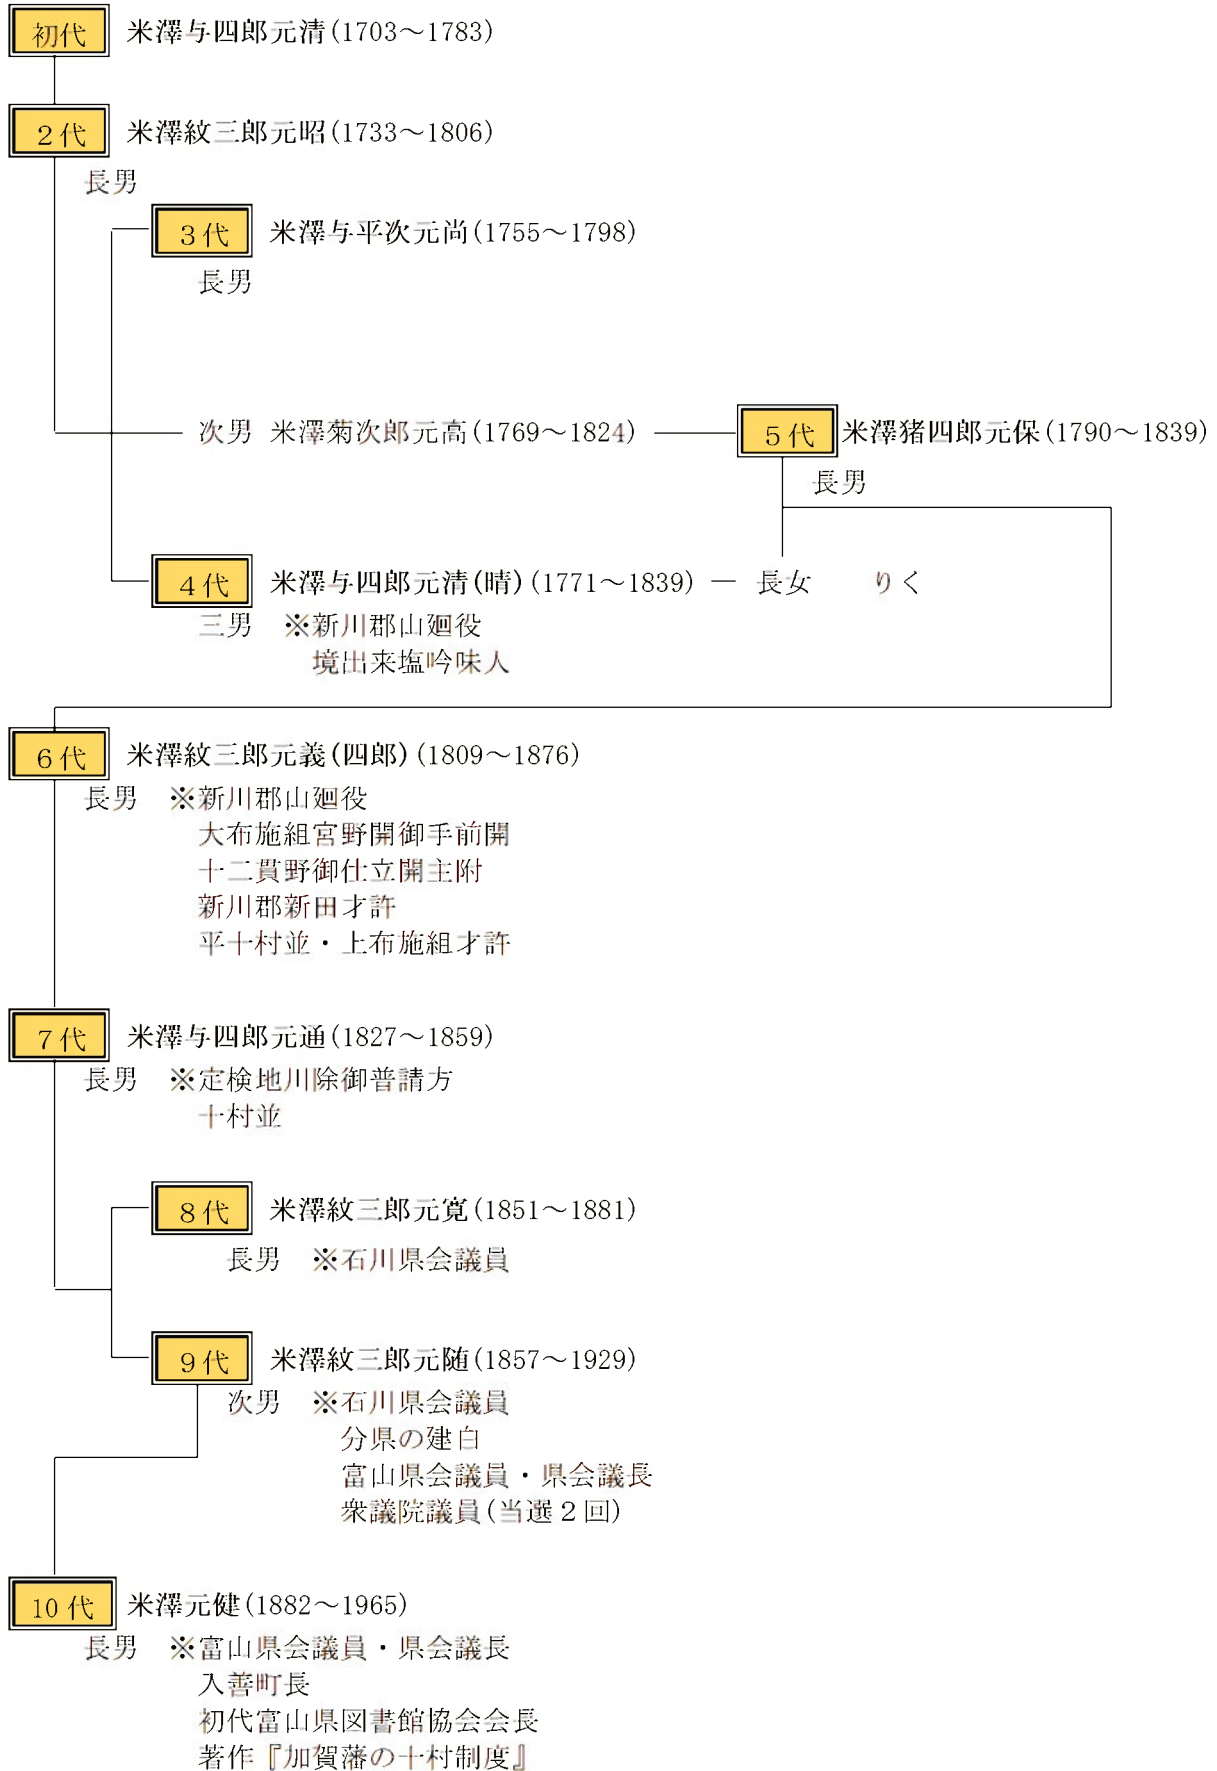 初代 米澤与四郎元清(1703～1783)
2代 米澤紋三郎元昭(1733～1806)
長男
3代 米澤与平次元尚(1755～1798)
長男
次男 米澤菊次郎元高(1769～1824) 5代 米澤猪四郎元保(1790～1839)
長男
4代 米澤与四郎元清(晴)(1771～1839) － 長女 りく
三男 ※新川郡山廻役
境出来塩吟味人
6代 米澤紋三郎元義(四郎)(1809～1876)
長男 ※新川郡山廻役
大布施組宮野開御手前開
十二貫野御仕立開主附
新川郡新田才許
平十村並・上布施組才許
7代 米澤与四郎元通(1827～1859)
長男 ※定検地川除御普請方
十村並
8代 米澤紋三郎元寛(1851～1881)
長男 ※石川県会議員
9代 米澤紋三郎元随(1857～1929)
次男 ※石川県会議員
分県の建白
富山県会議員・県会議長
衆議院議員(当選２回)
10代 米澤元健(1882～1965)
長男 ※富山県会議員・県会議長
入善町長
初代富山県図書館協会会長
著作『加賀藩の十村制度』